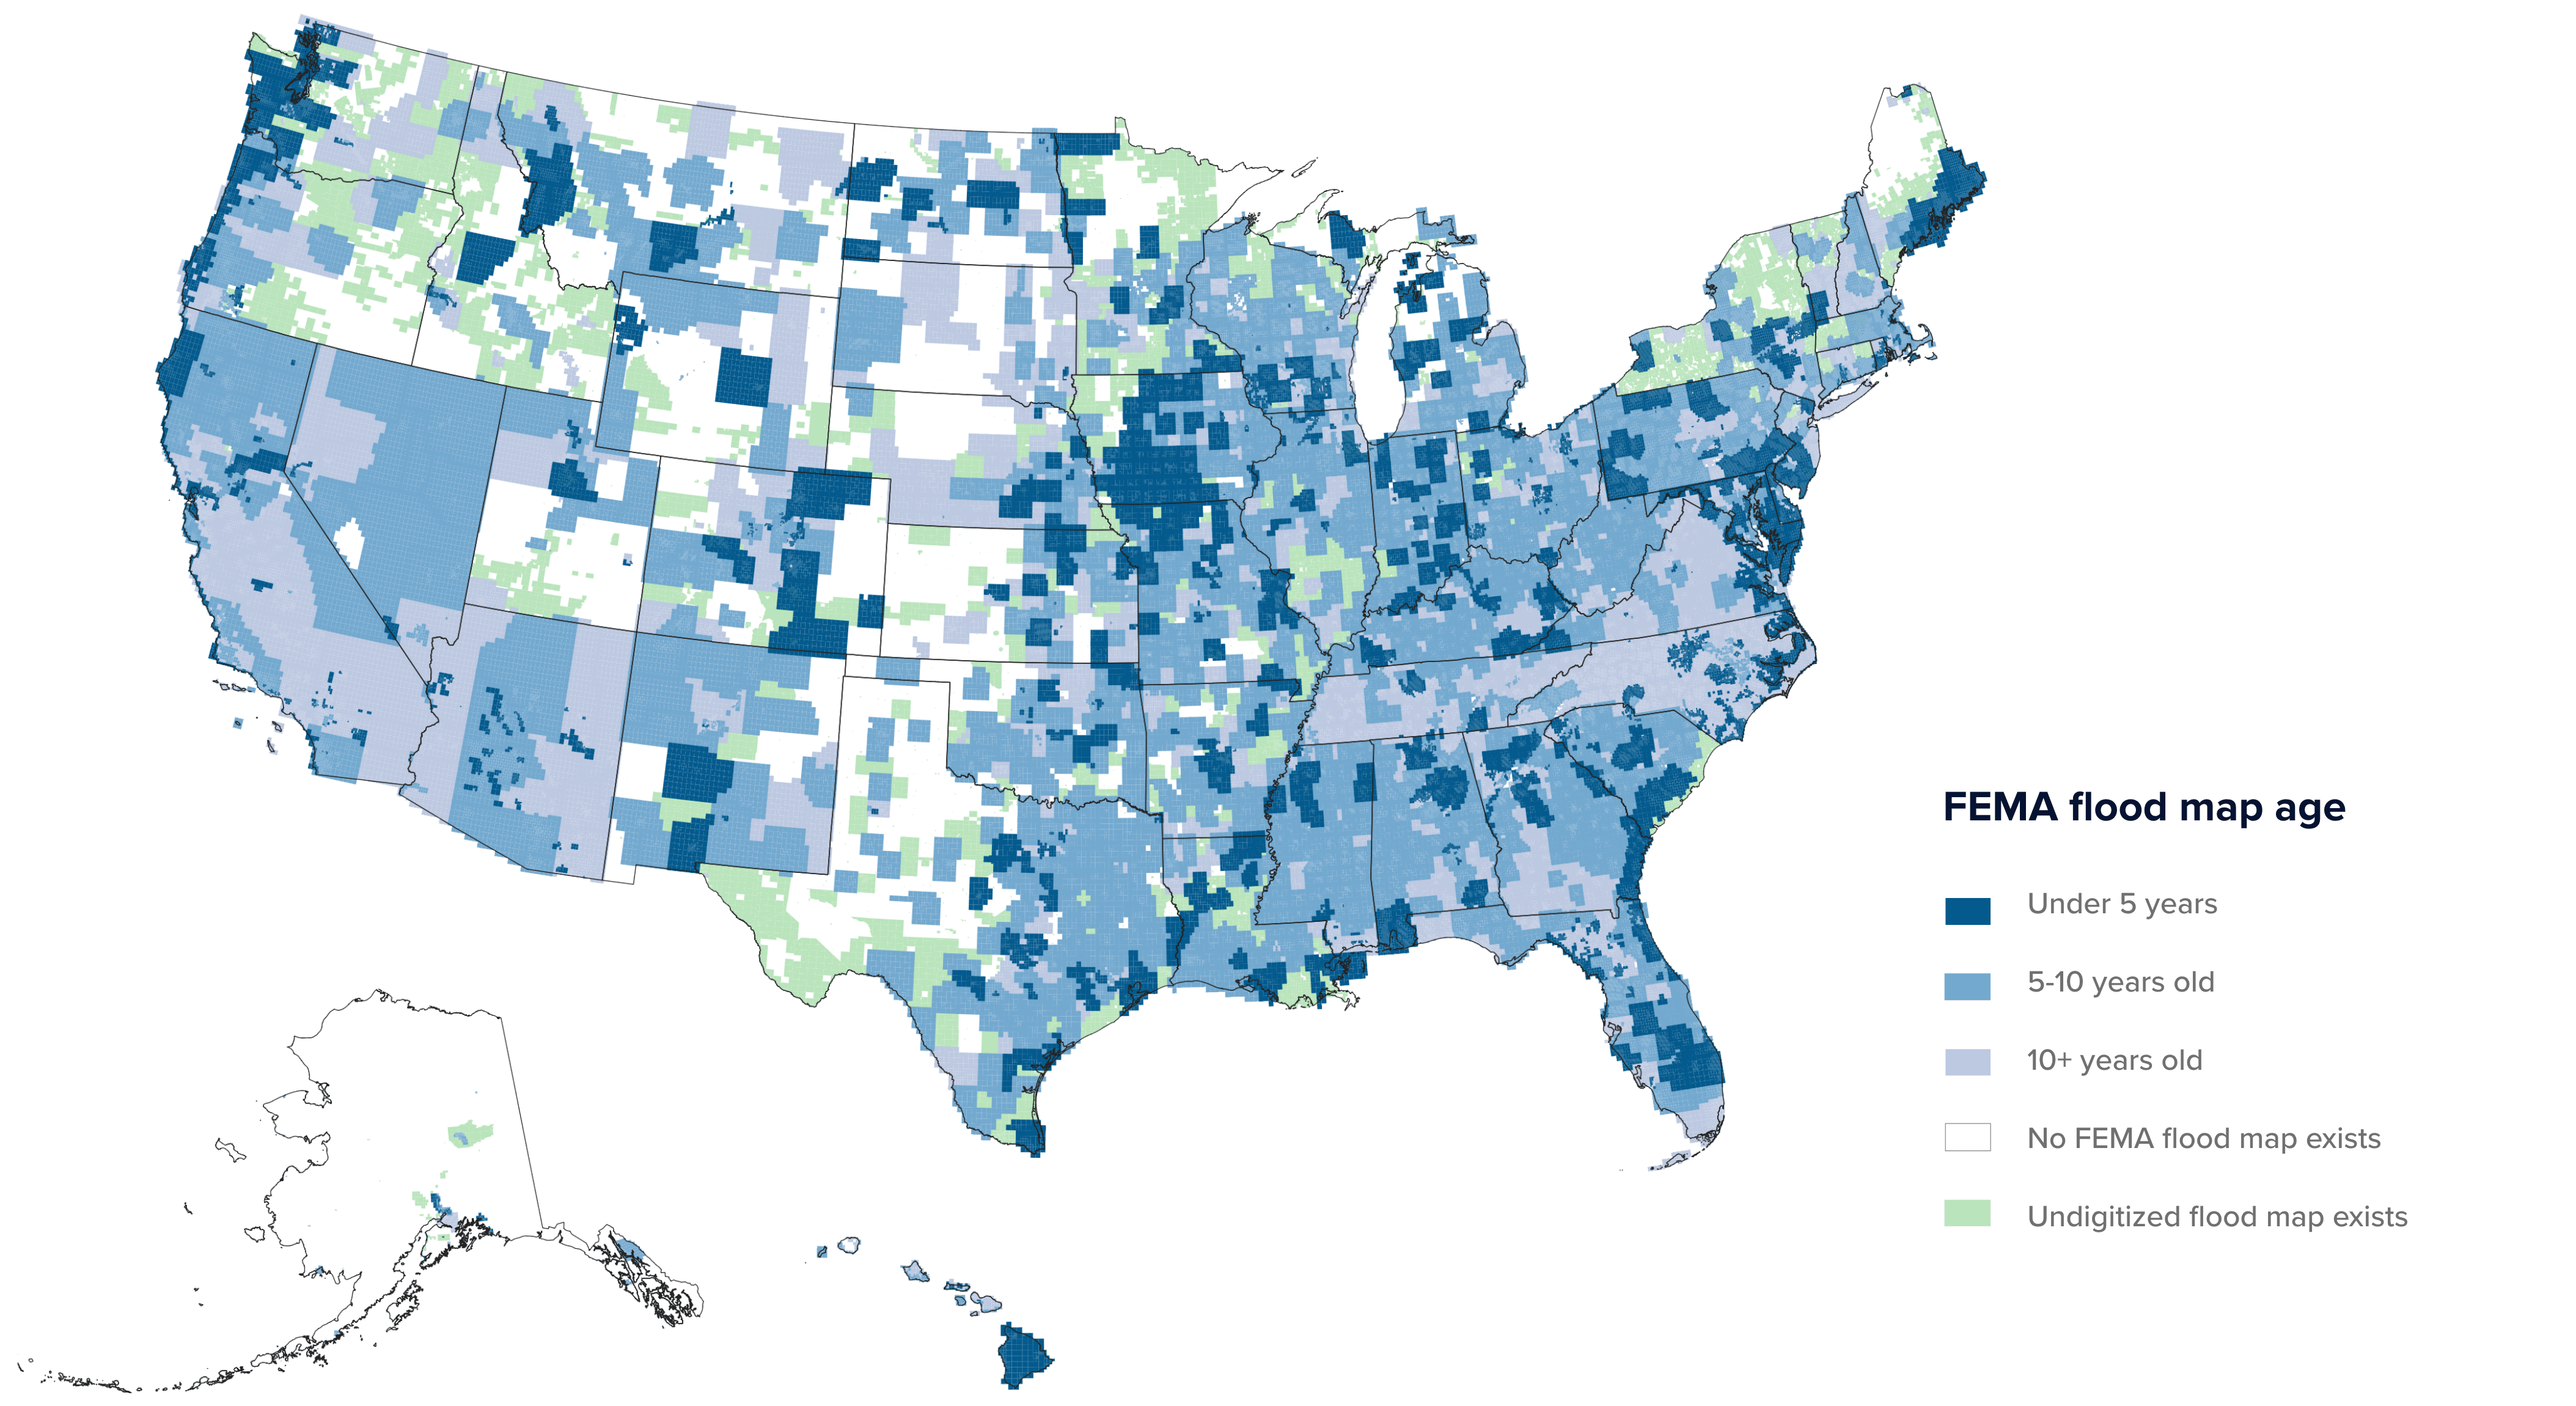 FEMA flood map age
Under 5 years
5-10 years old
10+ years old
No FEMA flood map exists
Undigitized flood map exists